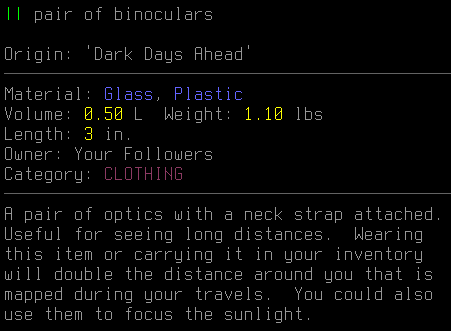 || pair of binoculars
Origin: 'Dark Days Ahead'
Material: Glass, Plastic
Volume: 0.50 L  Weight: 1.10 lbs
Length: 3 in.
Owner: Your Followers
Category: CLOTHING
A pair of optics with a neck strap attached.
Useful for seeing long distances.  Wearing
this item or carrying it in your inventory
will double the distance around you that is
mapped during your travels.  You could also
use them to focus the sunlight.